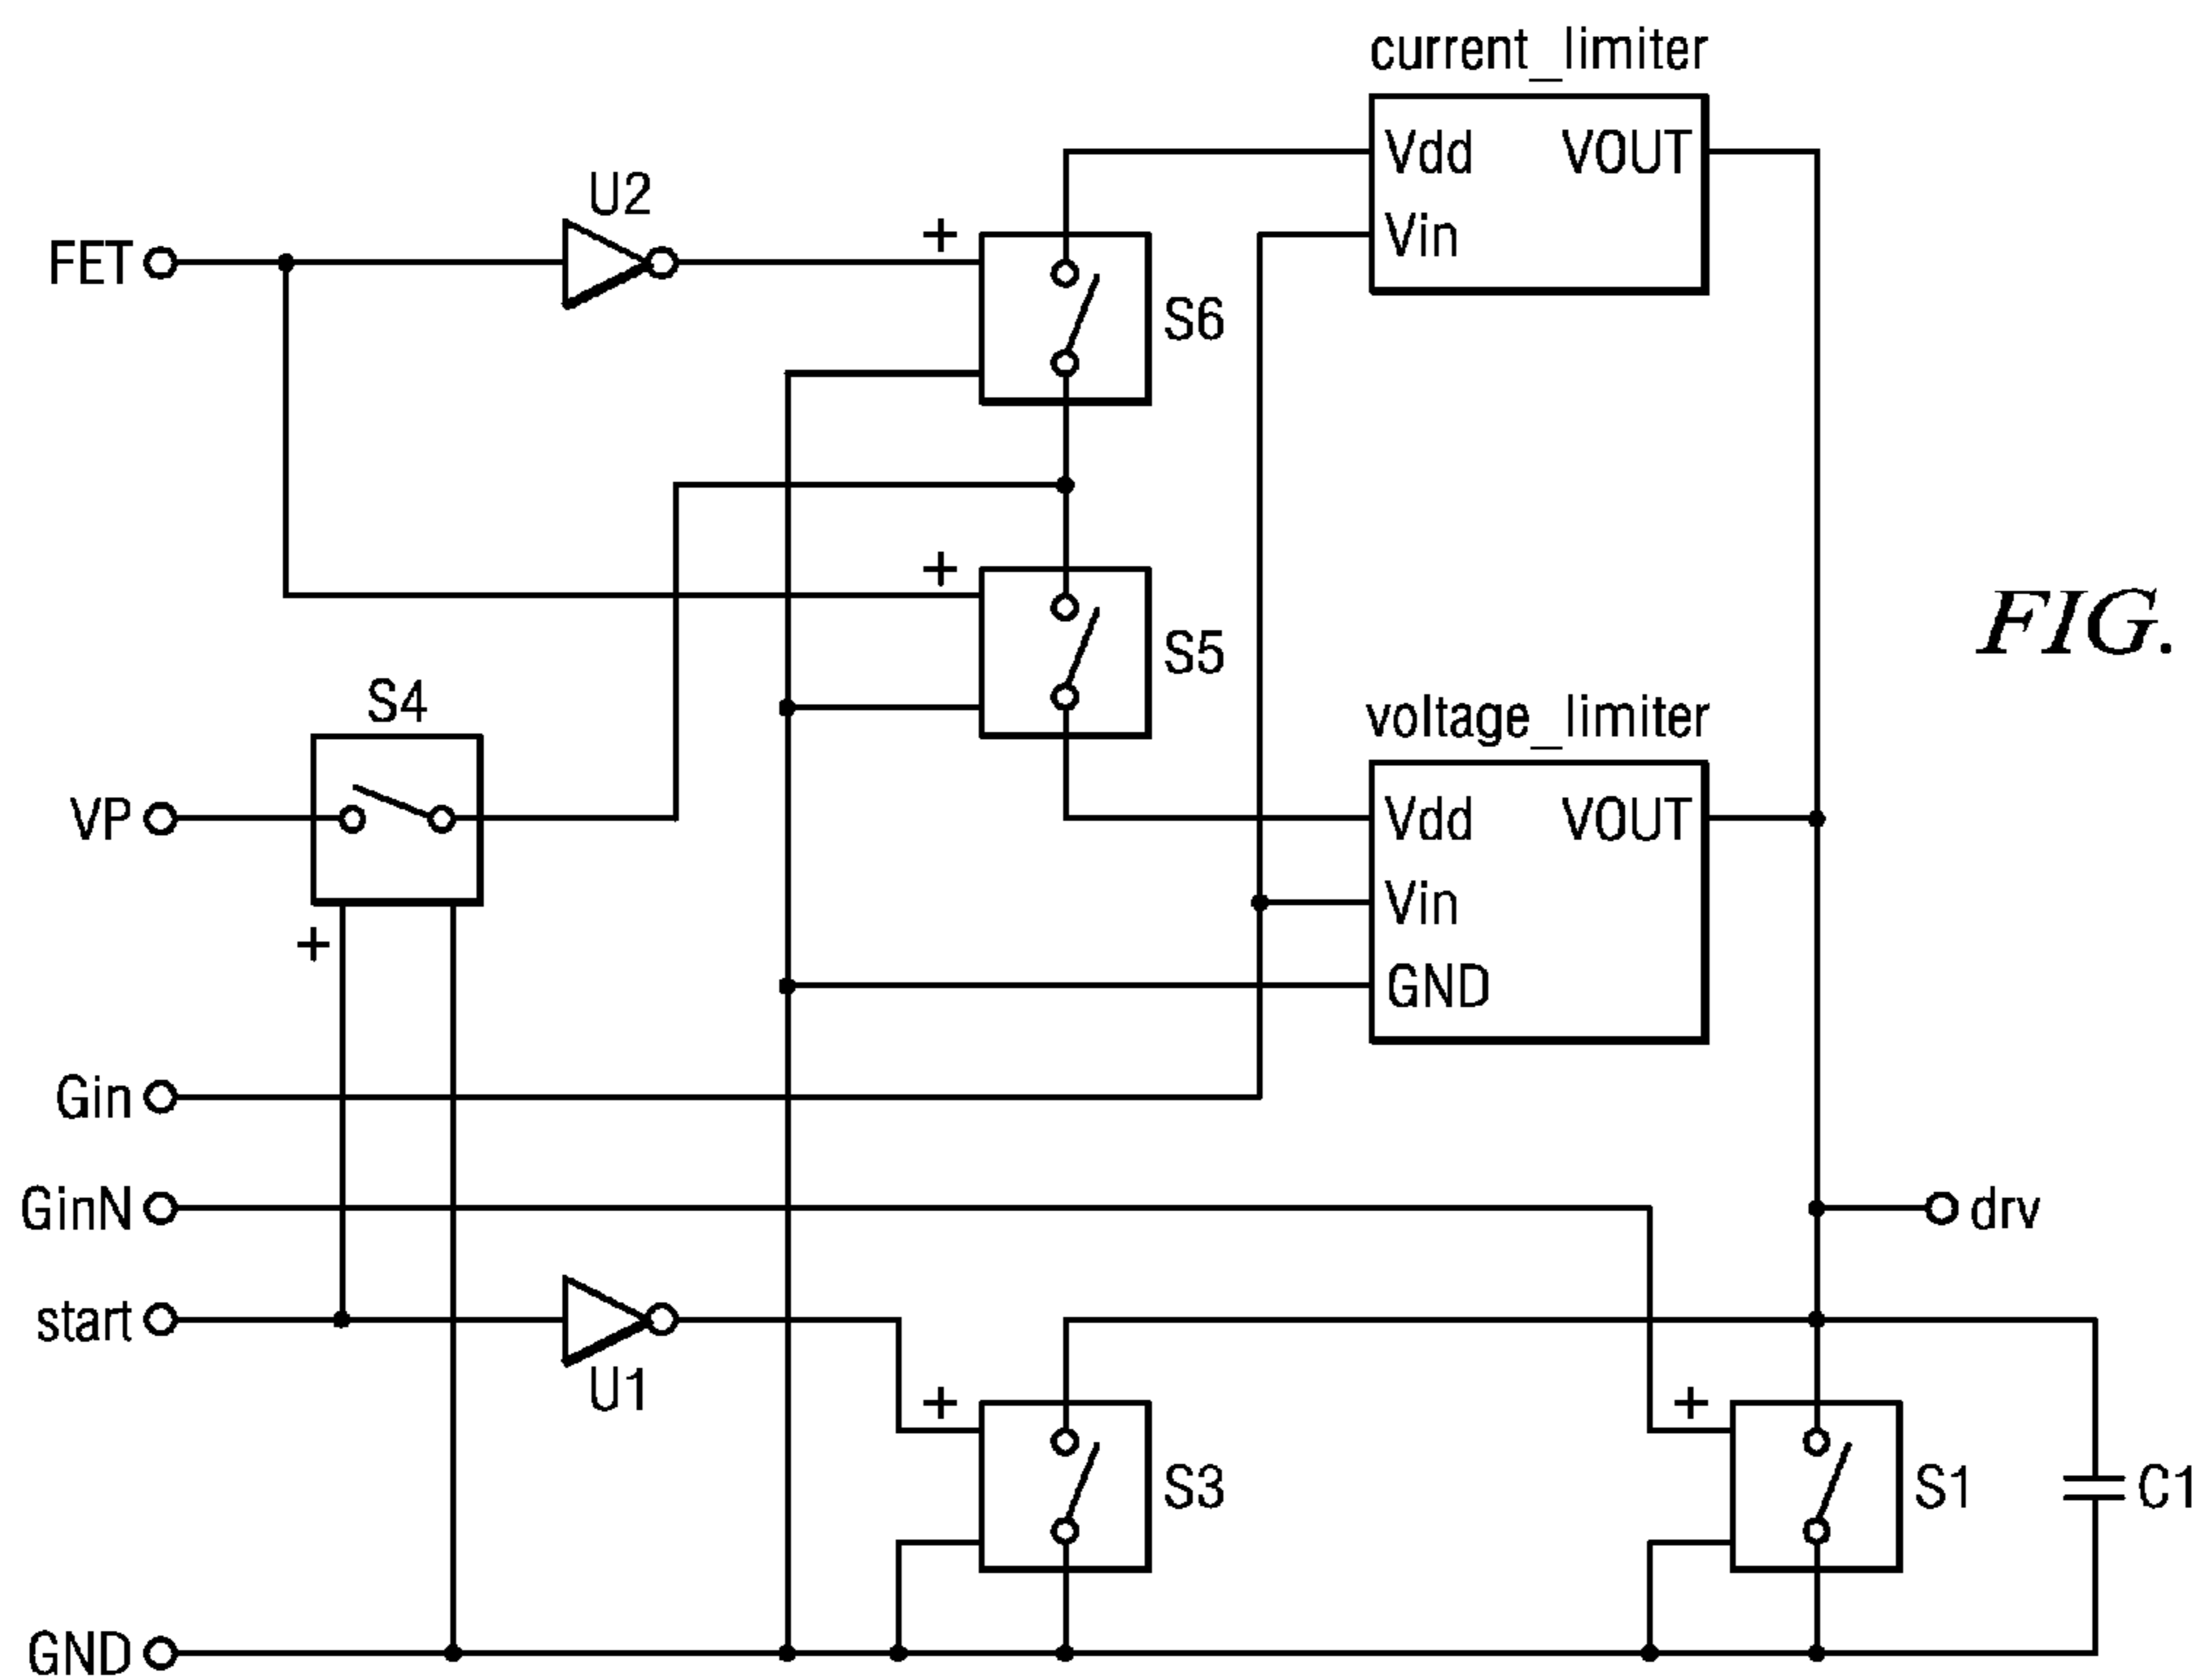 current_limiter
Vdd VOUT
Vin
U2
+
FET
S6
+
S5
FIG.
S4
voltage_limiter
VP
Vdd VOUT
Vin
+
GND
Gin
GinN
drv
start
U1
+
+
S3
S1
C1
GND